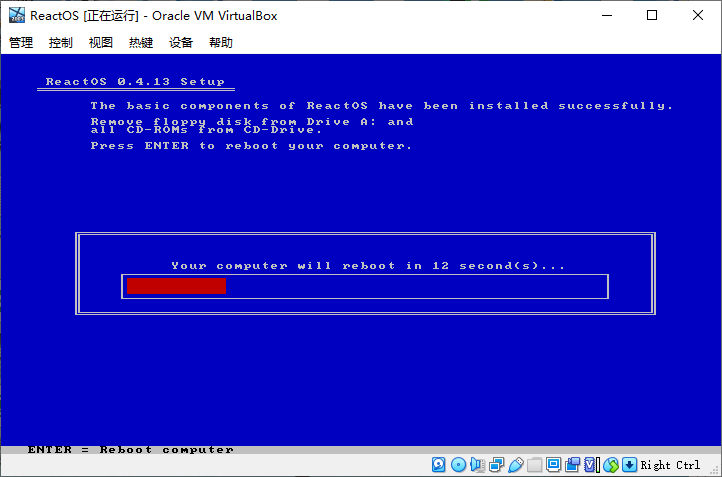 ReactOS [正在运行] - Oracle VM VirtualBox
管理 控制 视图 热键 设备 帮助
ReactOS 0.4.13 Setup
The basic components of ReactOS have been installed successfully.
Remove floppy disk from Drive A: and
all CD-ROMs from CD-Drive.
Press ENTER to reboot your computer.
Your computer will reboot in 12 second(s)...
ENTER = Reboot computer
Right Ctrl